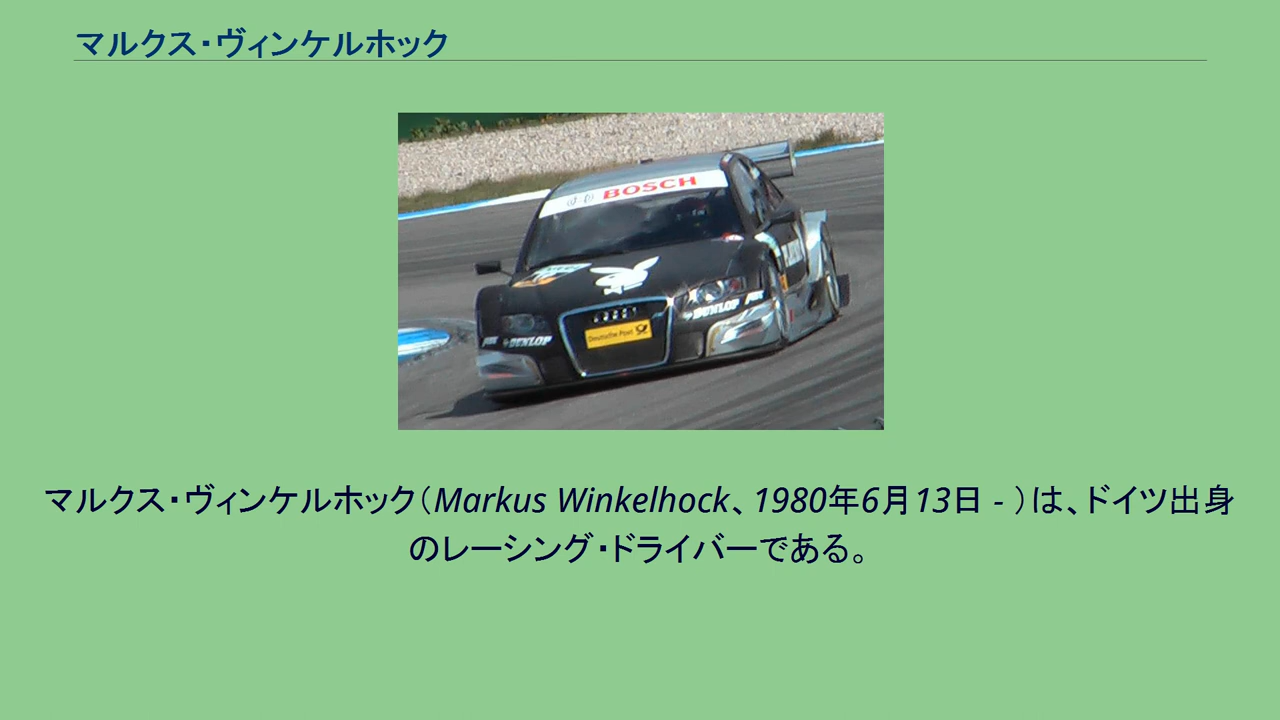 マルクス・ヴィンケルホック
BOSCH
DUNLOP
Deutsche Post
DUNLOP
マルクス・ヴィンケルホック（Markus Winkelhock、1980年6月13日 - ）は、ドイツ出身
のレーシング・ドライバーである。